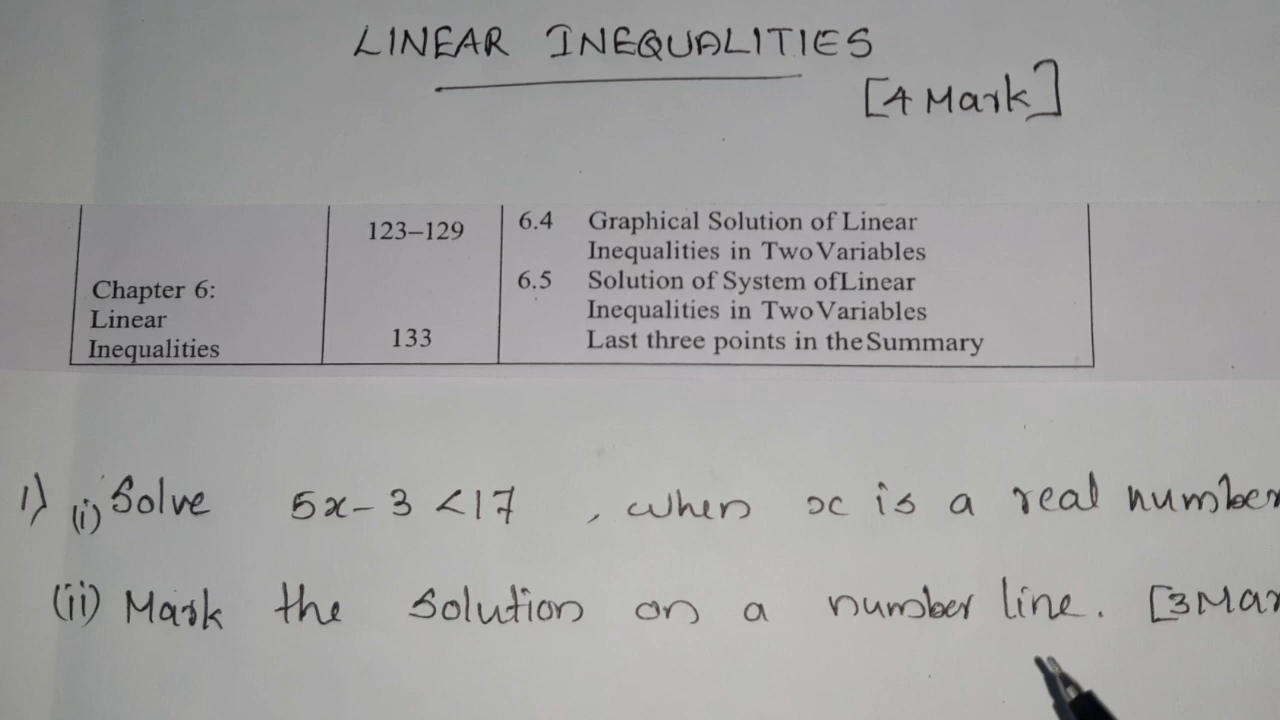 LINEAR INEQUALITIES
[4 Mark]
123–129 6.4 Graphical Solution of Linear
Inequalities in Two Variables
Chapter 6: 6.5 Solution of System of Linear
Linear Inequalities in Two Variables
Inequalities 133 Last three points in the Summary
1) (i) Solve 5x-3 <17 , when x is a real number
(ii) Mark the solution on a number line. [3 Mar